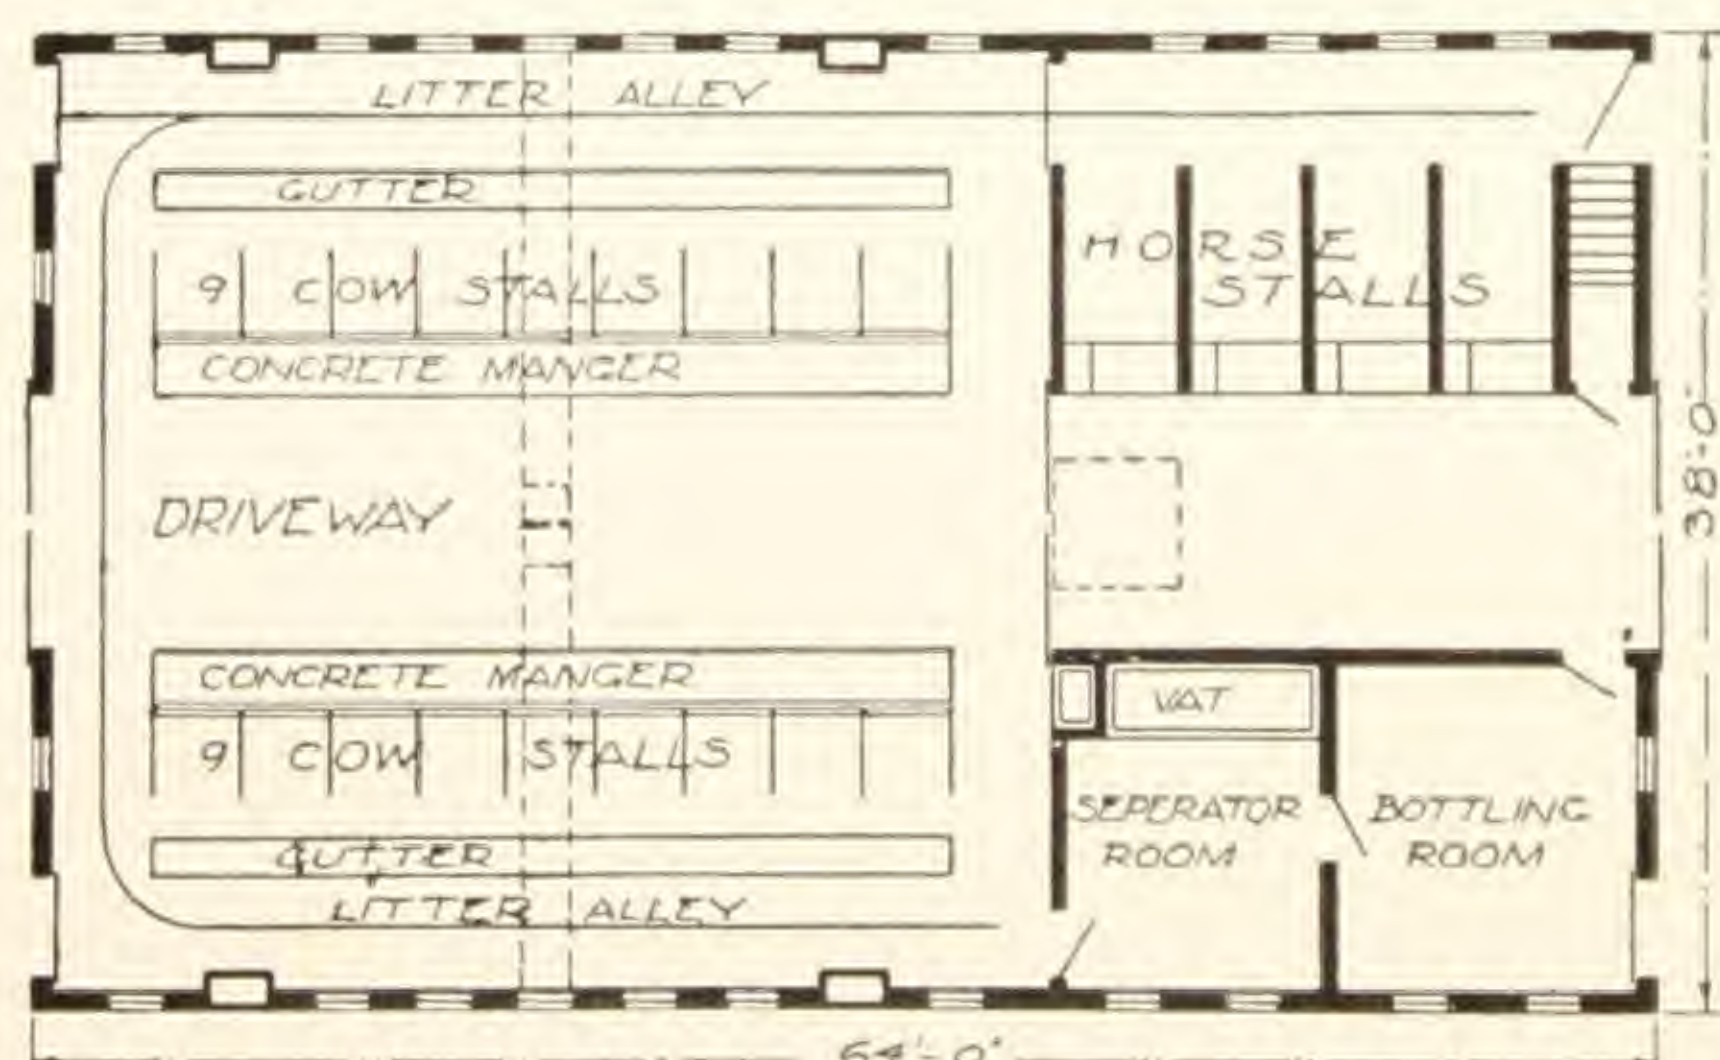 LITTER ALLEY
GUTTER
9 COW STALLS
CONCRETE MANGER
DRIVEWAY
CONCRETE MANGER
9 COW STALLS
GUTTER
LITTER ALLEY
HORSE
STALLS
VAT
SEPERATOR
ROOM
BOTTLING
ROOM
38'-0"
64'-0"